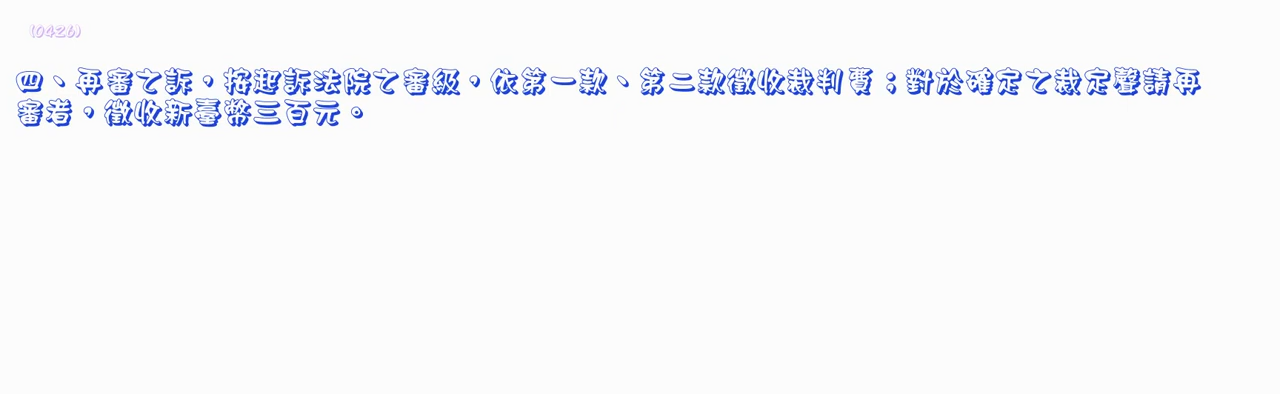 (0426)
四、再審之訴，按起訴法院之審級，依第一款、第二款徵收裁判費；對於確定之裁定聲請再
審者，徵收新臺幣三百元。